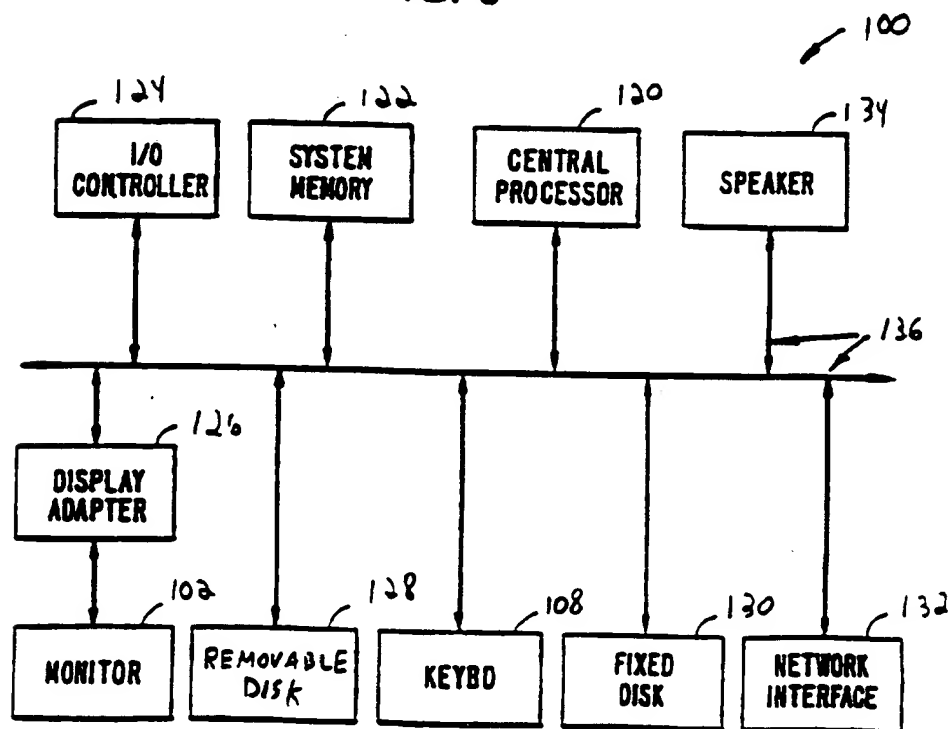 100
124
122
120
134
I/O
CONTROLLER
SYSTEM
MEMORY
CENTRAL
PROCESSOR
SPEAKER
136
126
DISPLAY
ADAPTER
102
128
108
130
132
MONITOR
REMOVABLE
DISK
KEYBD
FIXED
DISK
NETWORK
INTERFACE